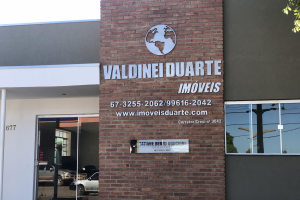 VALDINEI DUARTE
IMÓVEIS
67-3255-2062/99616-2042
www.imoveisduarte.com
677